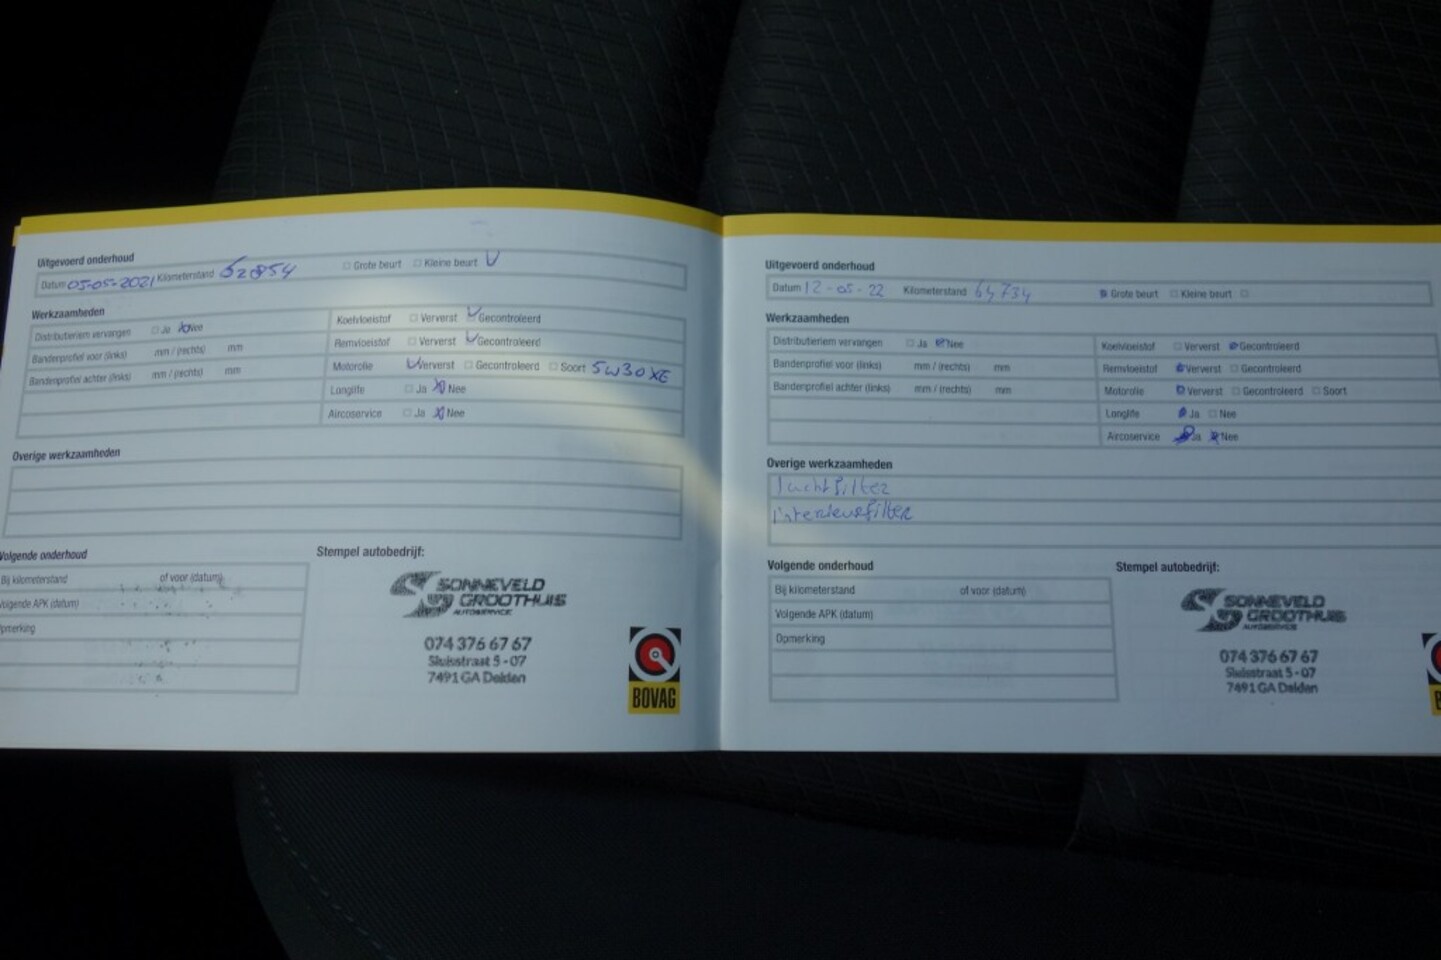 Uitgevoerd onderhoud
Datum 05-05-2021 Kilometerstand 62854 Grote beurt Kleine beurt
Werkzaamheden
Distributieriem vervangen Ja Nee
Bandenprofiel voor (links) mm / (rechts) mm
Bandenprofiel achter (links) mm / (rechts) mm
Koelvloeistof Ververst Gecontroleerd
Remvloeistof Ververst Gecontroleerd
Motorolie Ververst Gecontroleerd Soort 5W30 XE
Longlife Ja Nee
Aircoservice Ja Nee
Overige werkzaamheden
Volgende onderhoud
Bij kilometerstand of voor (datum)
Volgende APK (datum)
Opmerking
Stempel autobedrijf:
SONNEVELD
GROOTHUIS
AUTOSERVICE
074 376 67 67
Sluisstraat 5 - 07
7491 GA Delden
BOVAG
Uitgevoerd onderhoud
Datum 12-05-22 Kilometerstand 64734 Grote beurt Kleine beurt
Werkzaamheden
Distributieriem vervangen Ja Nee
Bandenprofiel voor (links) mm / (rechts) mm
Bandenprofiel achter (links) mm / (rechts) mm
Koelvloeistof Ververst Gecontroleerd
Remvloeistof Ververst Gecontroleerd
Motorolie Ververst Gecontroleerd Soort
Longlife Ja Nee
Aircoservice Ja Nee
Overige werkzaamheden
luchtfilter
interieurfilter
Volgende onderhoud
Bij kilometerstand of voor (datum)
Volgende APK (datum)
Opmerking
Stempel autobedrijf:
SONNEVELD
GROOTHUIS
AUTOSERVICE
074 376 67 67
Sluisstraat 5 - 07
7491 GA Delden